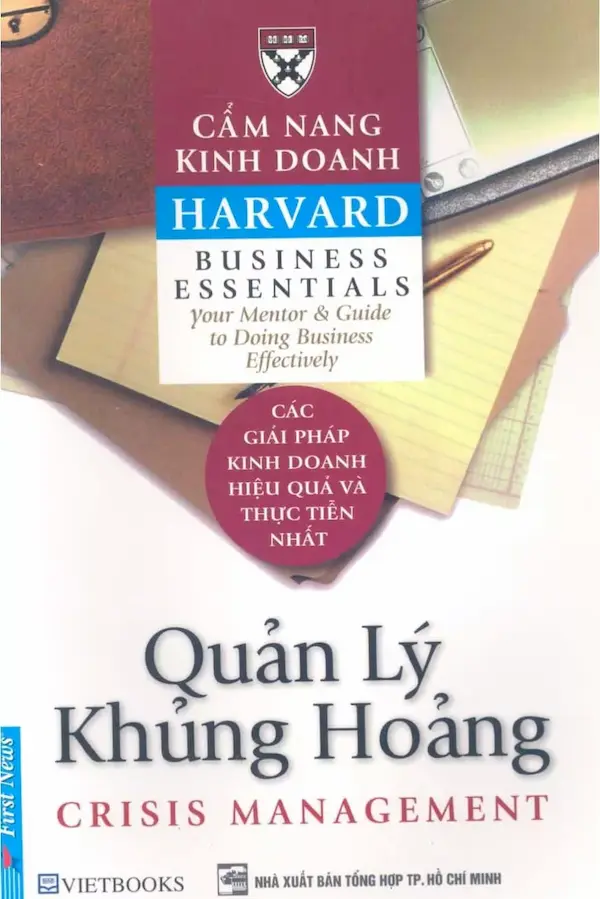 CẨM NANG
KINH DOANH
HARVARD
BUSINESS
ESSENTIALS
your Mentor & Guide
to Doing Business
Effectively
CÁC
GIẢI PHÁP
KINH DOANH
HIỆU QUẢ VÀ
THỰC TIỄN
NHẤT
Quản Lý
Khủng Hoảng
CRISIS MANAGEMENT
First News
VIETBOOKS
NHÀ XUẤT BẢN TỔNG HỢP TP. HỒ CHÍ MINH